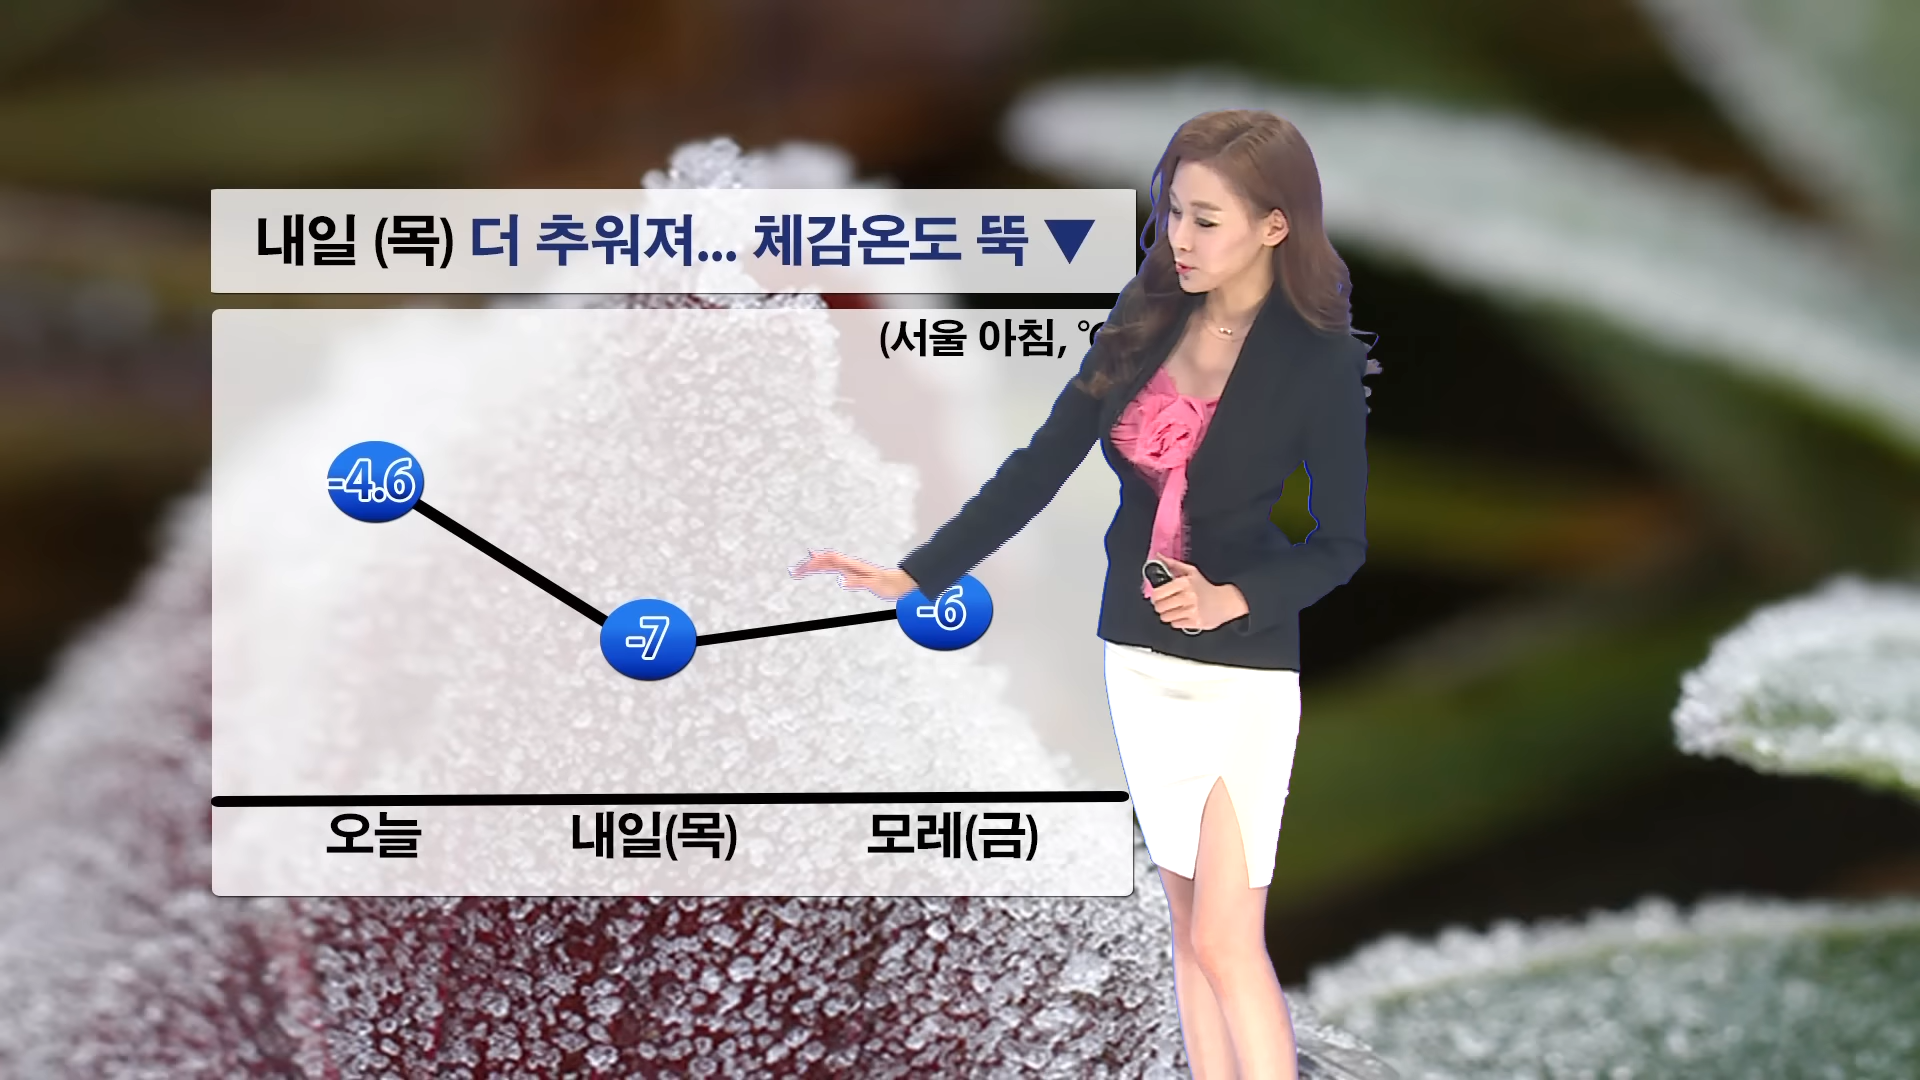 내일 (목) 더 추워져... 체감온도 뚝 ▼
(서울 아침, ℃
-4.6
-7
-6
오늘 내일(목) 모레(금)